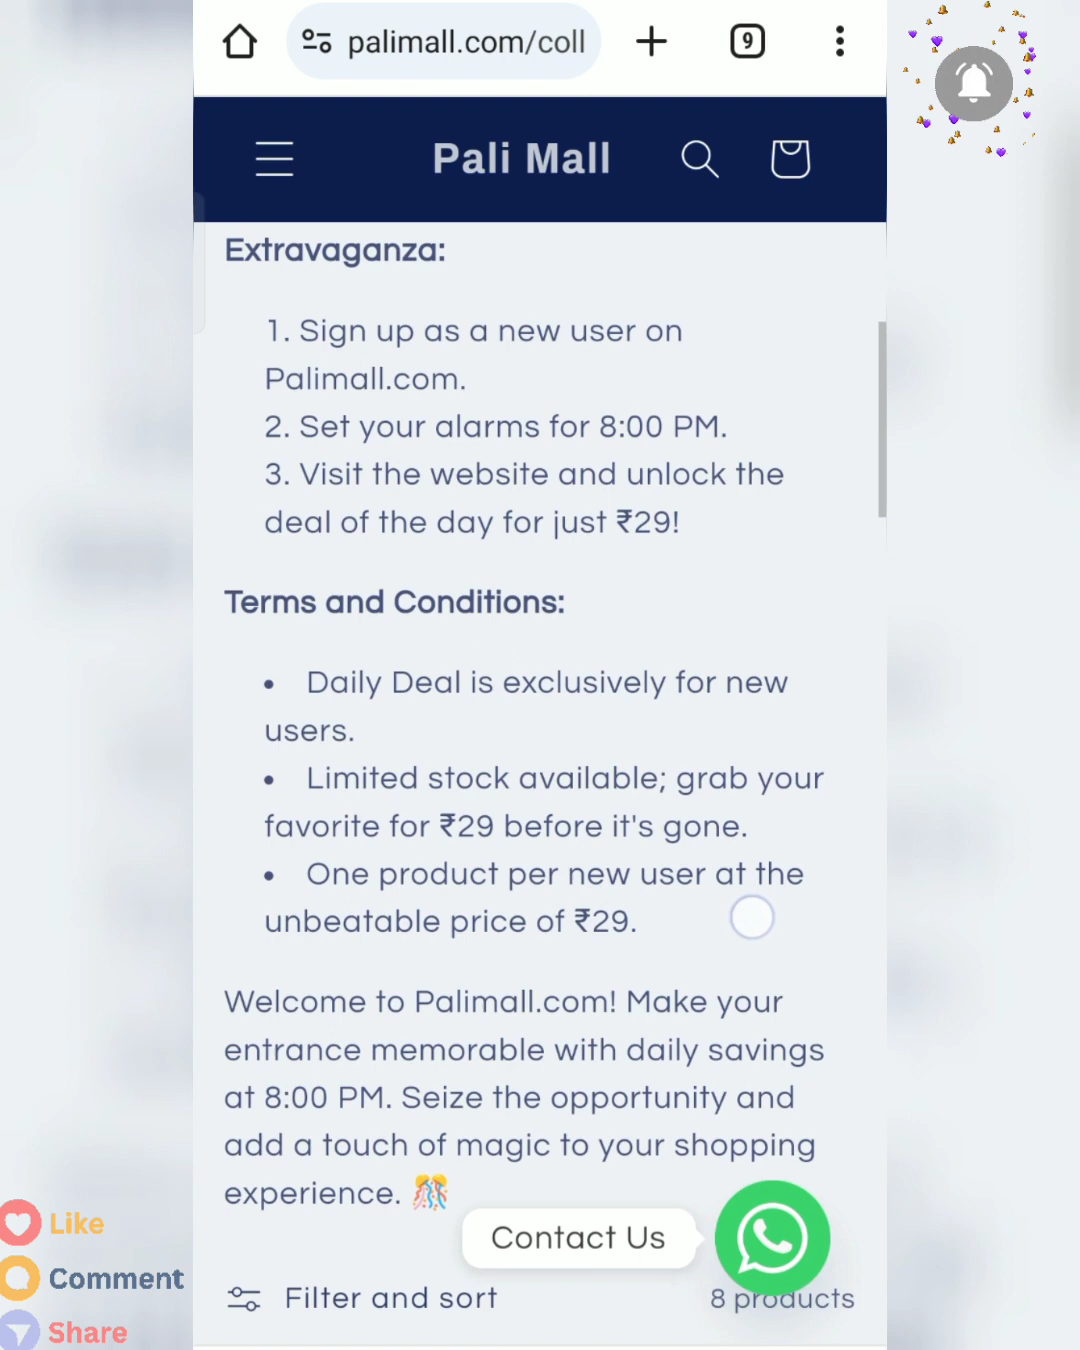 palimall.com/coll
9
Pali Mall
Extravaganza:
1. Sign up as a new user on
Palimall.com.
2. Set your alarms for 8:00 PM.
3. Visit the website and unlock the
deal of the day for just ₹29!
Terms and Conditions:
• Daily Deal is exclusively for new
users.
• Limited stock available; grab your
favorite for ₹29 before it's gone.
• One product per new user at the
unbeatable price of ₹29.
Welcome to Palimall.com! Make your
entrance memorable with daily savings
at 8:00 PM. Seize the opportunity and
add a touch of magic to your shopping
experience. 🎊
Contact Us
Filter and sort
8 products
Like
Comment
Share